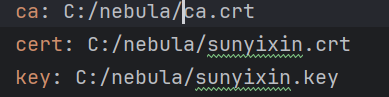 ca: C:/nebula/ca.crt
cert: C:/nebula/sunyixin.crt
key: C:/nebula/sunyixin.key